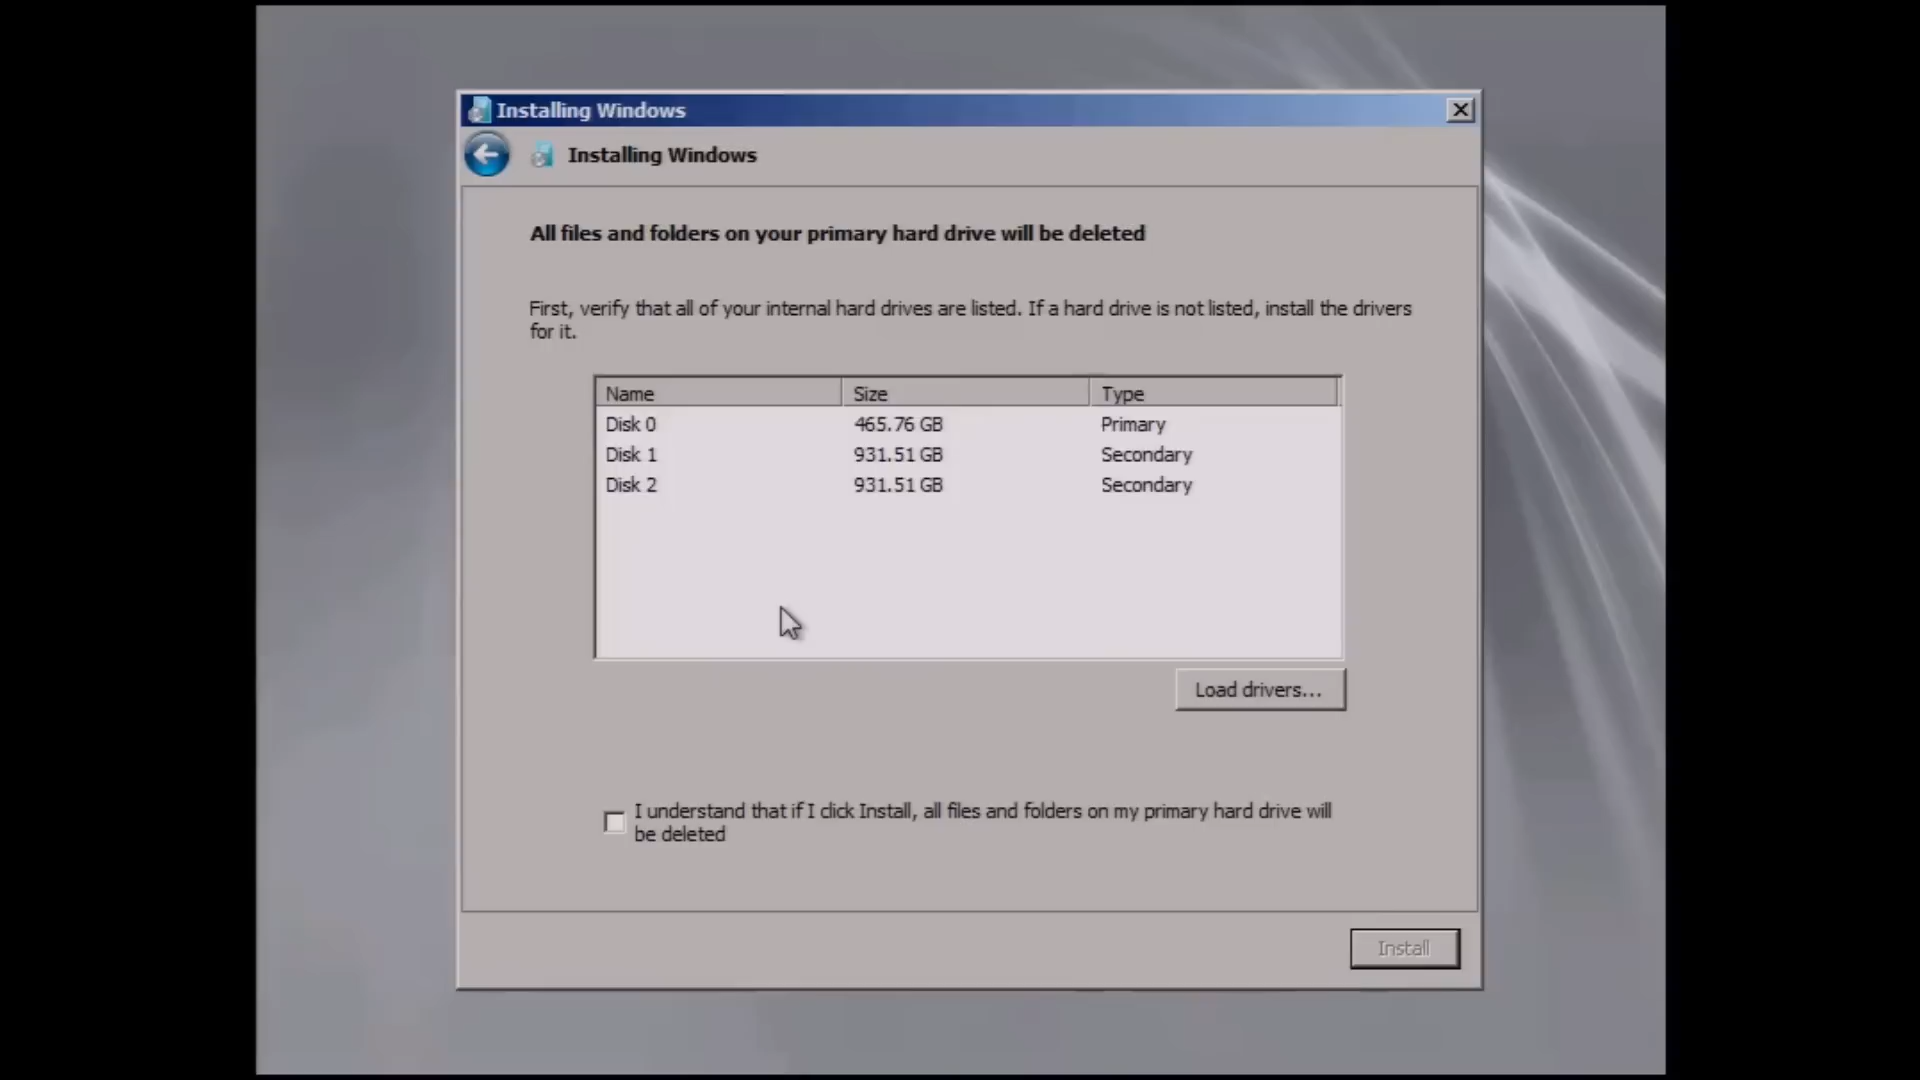 Installing Windows
Installing Windows
All files and folders on your primary hard drive will be deleted
First, verify that all of your internal hard drives are listed. If a hard drive is not listed, install the drivers
for it.
Name Size Type
Disk 0 465.76 GB Primary
Disk 1 931.51 GB Secondary
Disk 2 931.51 GB Secondary
Load drivers...
I understand that if I click Install, all files and folders on my primary hard drive will
be deleted
Install